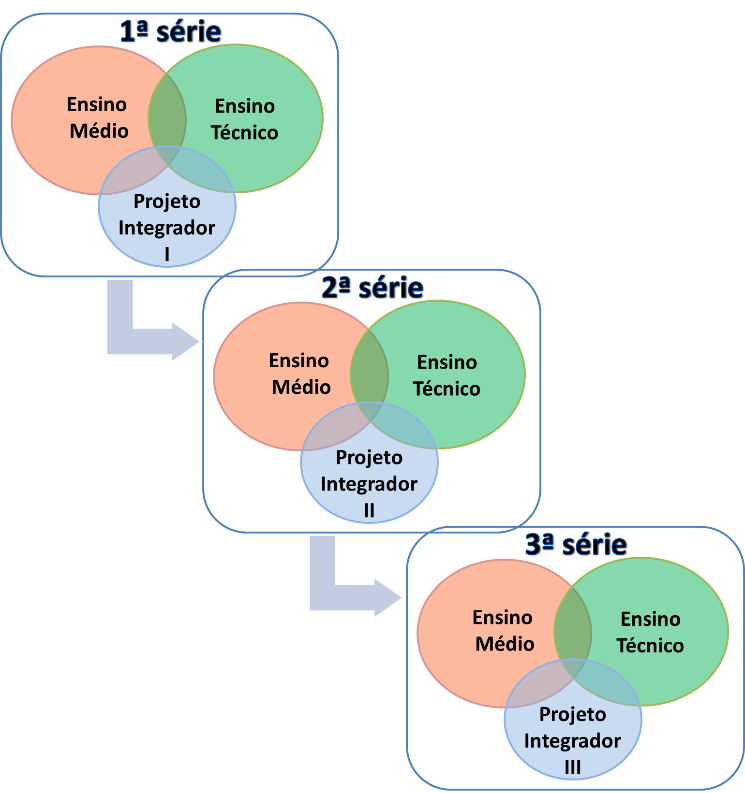 1ª série
Ensino
Médio
Ensino
Técnico
Projeto
Integrador
I
2ª série
Ensino
Médio
Ensino
Técnico
Projeto
Integrador
II
3ª série
Ensino
Médio
Ensino
Técnico
Projeto
Integrador
III